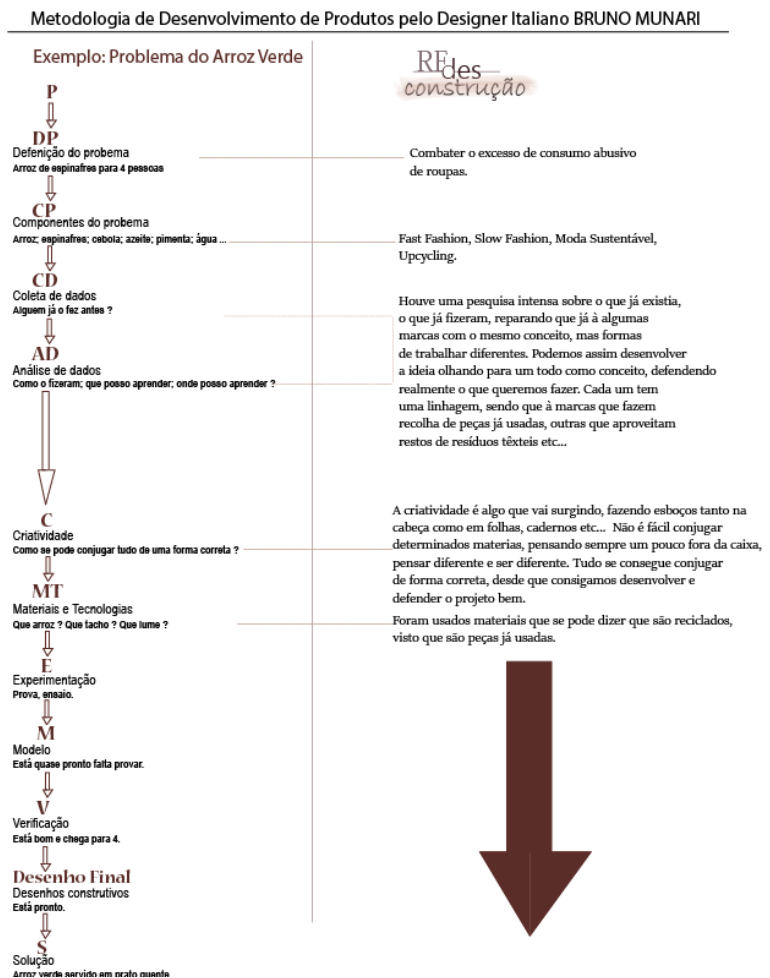 Metodologia de Desenvolvimento de Produtos pelo Designer Italiano BRUNO MUNARI
Exemplo: Problema do Arroz Verde
P
DP
Defenição do probema
Arroz de espinafres para 4 pessoas
CP
Componentes do probema
Arroz; espinafres; cebola; azeite; pimenta; água ...
CD
Coleta de dados
Alguem já o fez antes ?
AD
Análise de dados
Como o fizeram; que posso aprender; onde posso aprender ?
C
Criatividade
Como se pode conjugar tudo de uma forma correta ?
MT
Materiais e Tecnologias
Que arroz ? Que tacho ? Que lume ?
E
Experimentação
Prova, ensaio.
M
Modelo
Está quase pronto falta provar.
V
Verificação
Está bom e chega para 4.
Desenho Final
Desenhos construtivos
Está pronto.
S
Solução
Arroz verde servido em prato quente
REdes
construção
Combater o excesso de consumo abusivo
de roupas.
Fast Fashion, Slow Fashion, Moda Sustentável,
Upcycling.
Houve uma pesquisa intensa sobre o que já existia,
o que já fizeram, reparando que já à algumas
marcas com o mesmo conceito, mas formas
de trabalhar diferentes. Podemos assim desenvolver
a ideia olhando para um todo como conceito, defendendo
realmente o que queremos fazer. Cada um tem
uma linhagem, sendo que à marcas que fazem
recolha de peças já usadas, outras que aproveitam
restos de resíduos têxteis etc...
A criatividade é algo que vai surgindo, fazendo esboços tanto na
cabeça como em folhas, cadernos etc... Não é fácil conjugar
determinados materias, pensando sempre um pouco fora da caixa,
pensar diferente e ser diferente. Tudo se consegue conjugar
de forma correta, desde que consigamos desenvolver e
defender o projeto bem.
Foram usados materiais que se pode dizer que são reciclados,
visto que são peças já usadas.